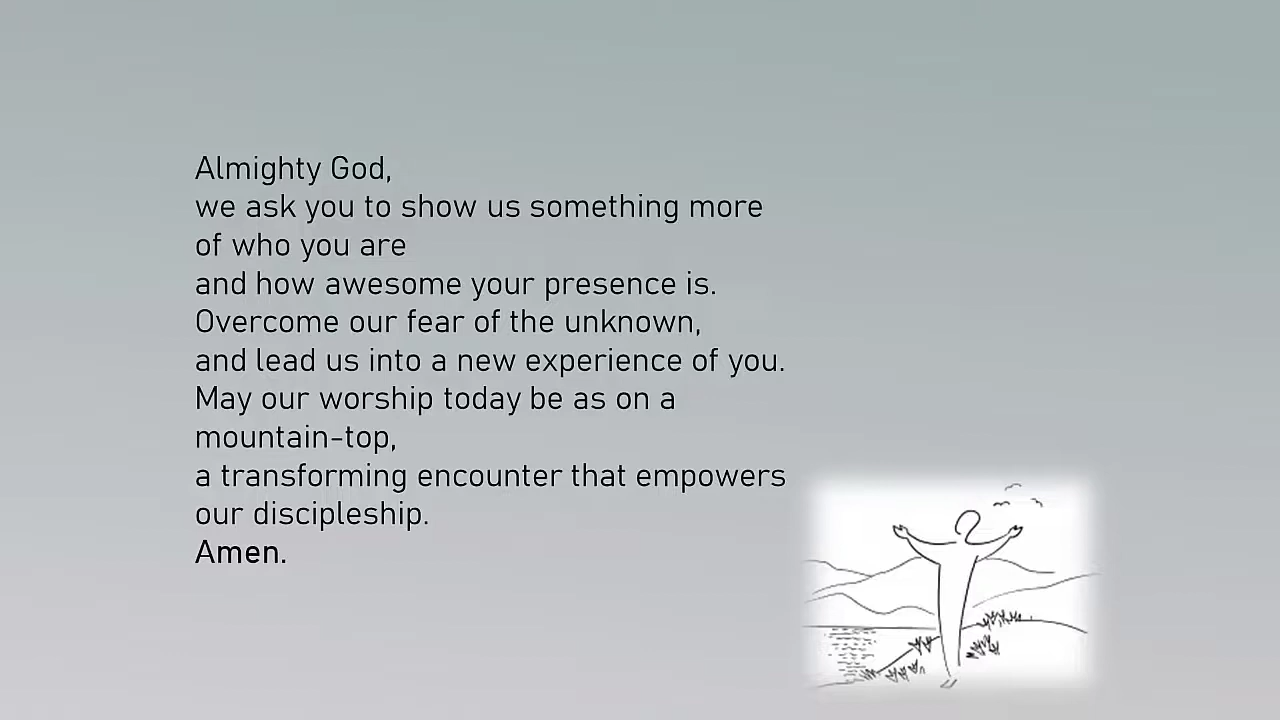 Almighty God,
we ask you to show us something more
of who you are
and how awesome your presence is.
Overcome our fear of the unknown,
and lead us into a new experience of you.
May our worship today be as on a
mountain-top,
a transforming encounter that empowers
our discipleship.
Amen.